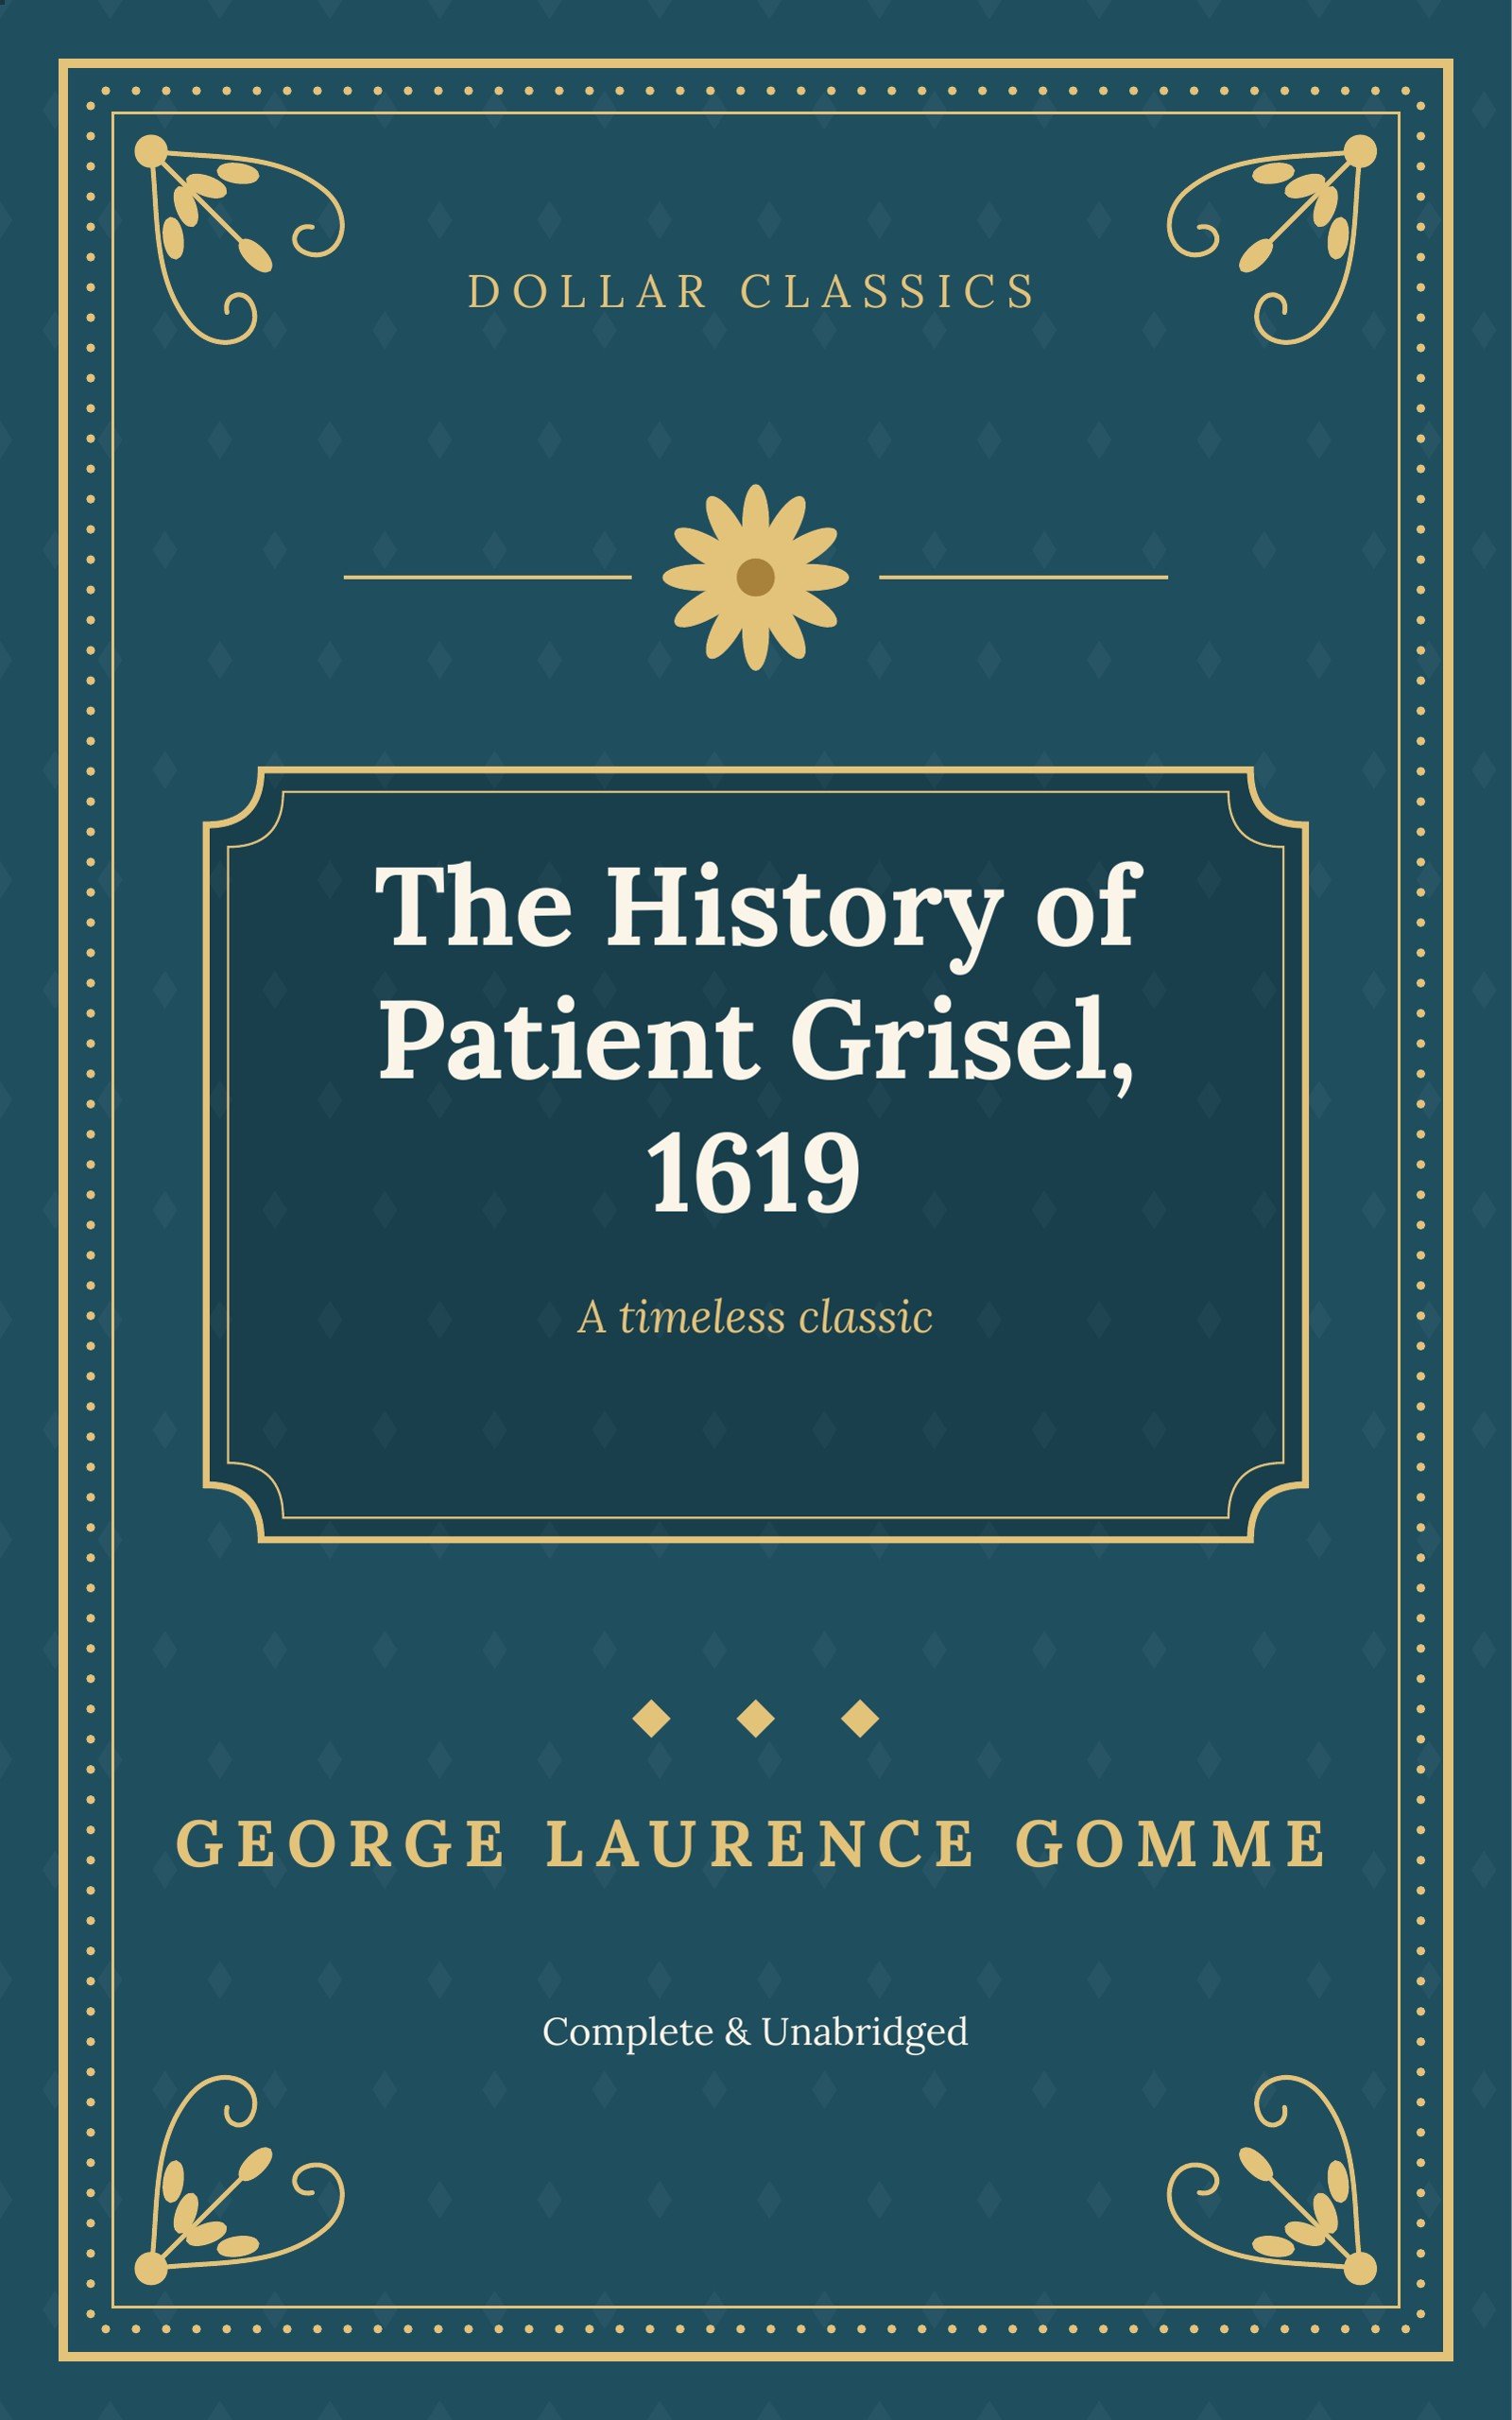 DOLLAR CLASSICS
The History of
Patient Grisel,
1619
A timeless classic
GEORGE LAURENCE GOMME
Complete & Unabridged